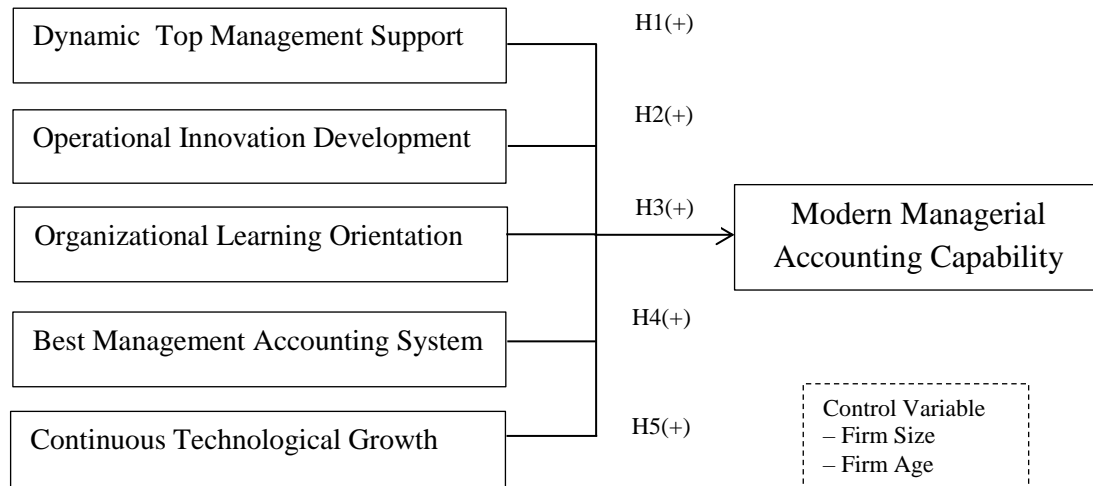 Dynamic Top Management Support
H1(+)
Operational Innovation Development
H2(+)
Organizational Learning Orientation
H3(+)
Modern Managerial
Accounting Capability
Best Management Accounting System
H4(+)
Continuous Technological Growth
H5(+)
Control Variable
– Firm Size
– Firm Age